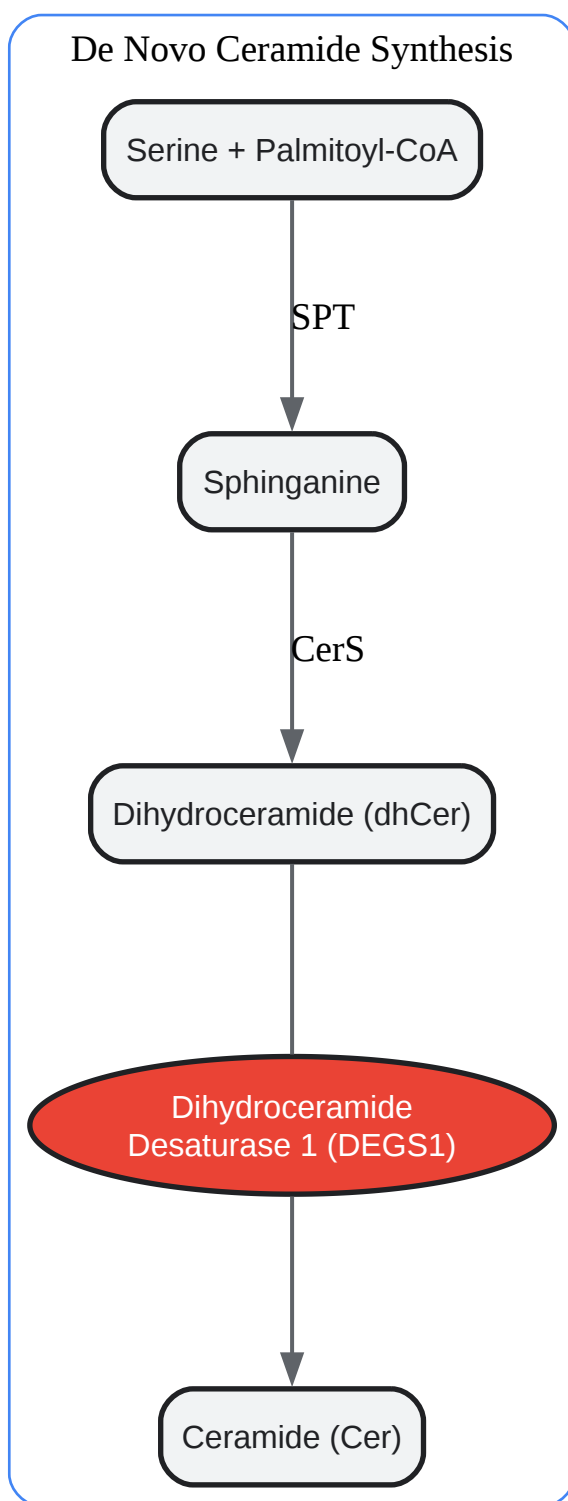 De Novo Ceramide Synthesis
Serine + Palmitoyl-CoA
SPT
Sphinganine
CerS
Dihydroceramide (dhCer)
Dihydroceramide
Desaturase 1 (DEGS1)
Ceramide (Cer)